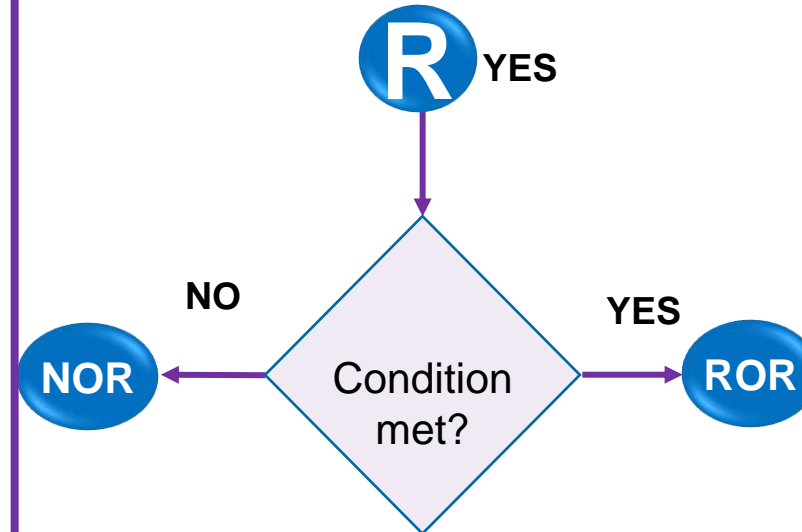 R
YES
NO
YES
NOR
Condition
met?
ROR